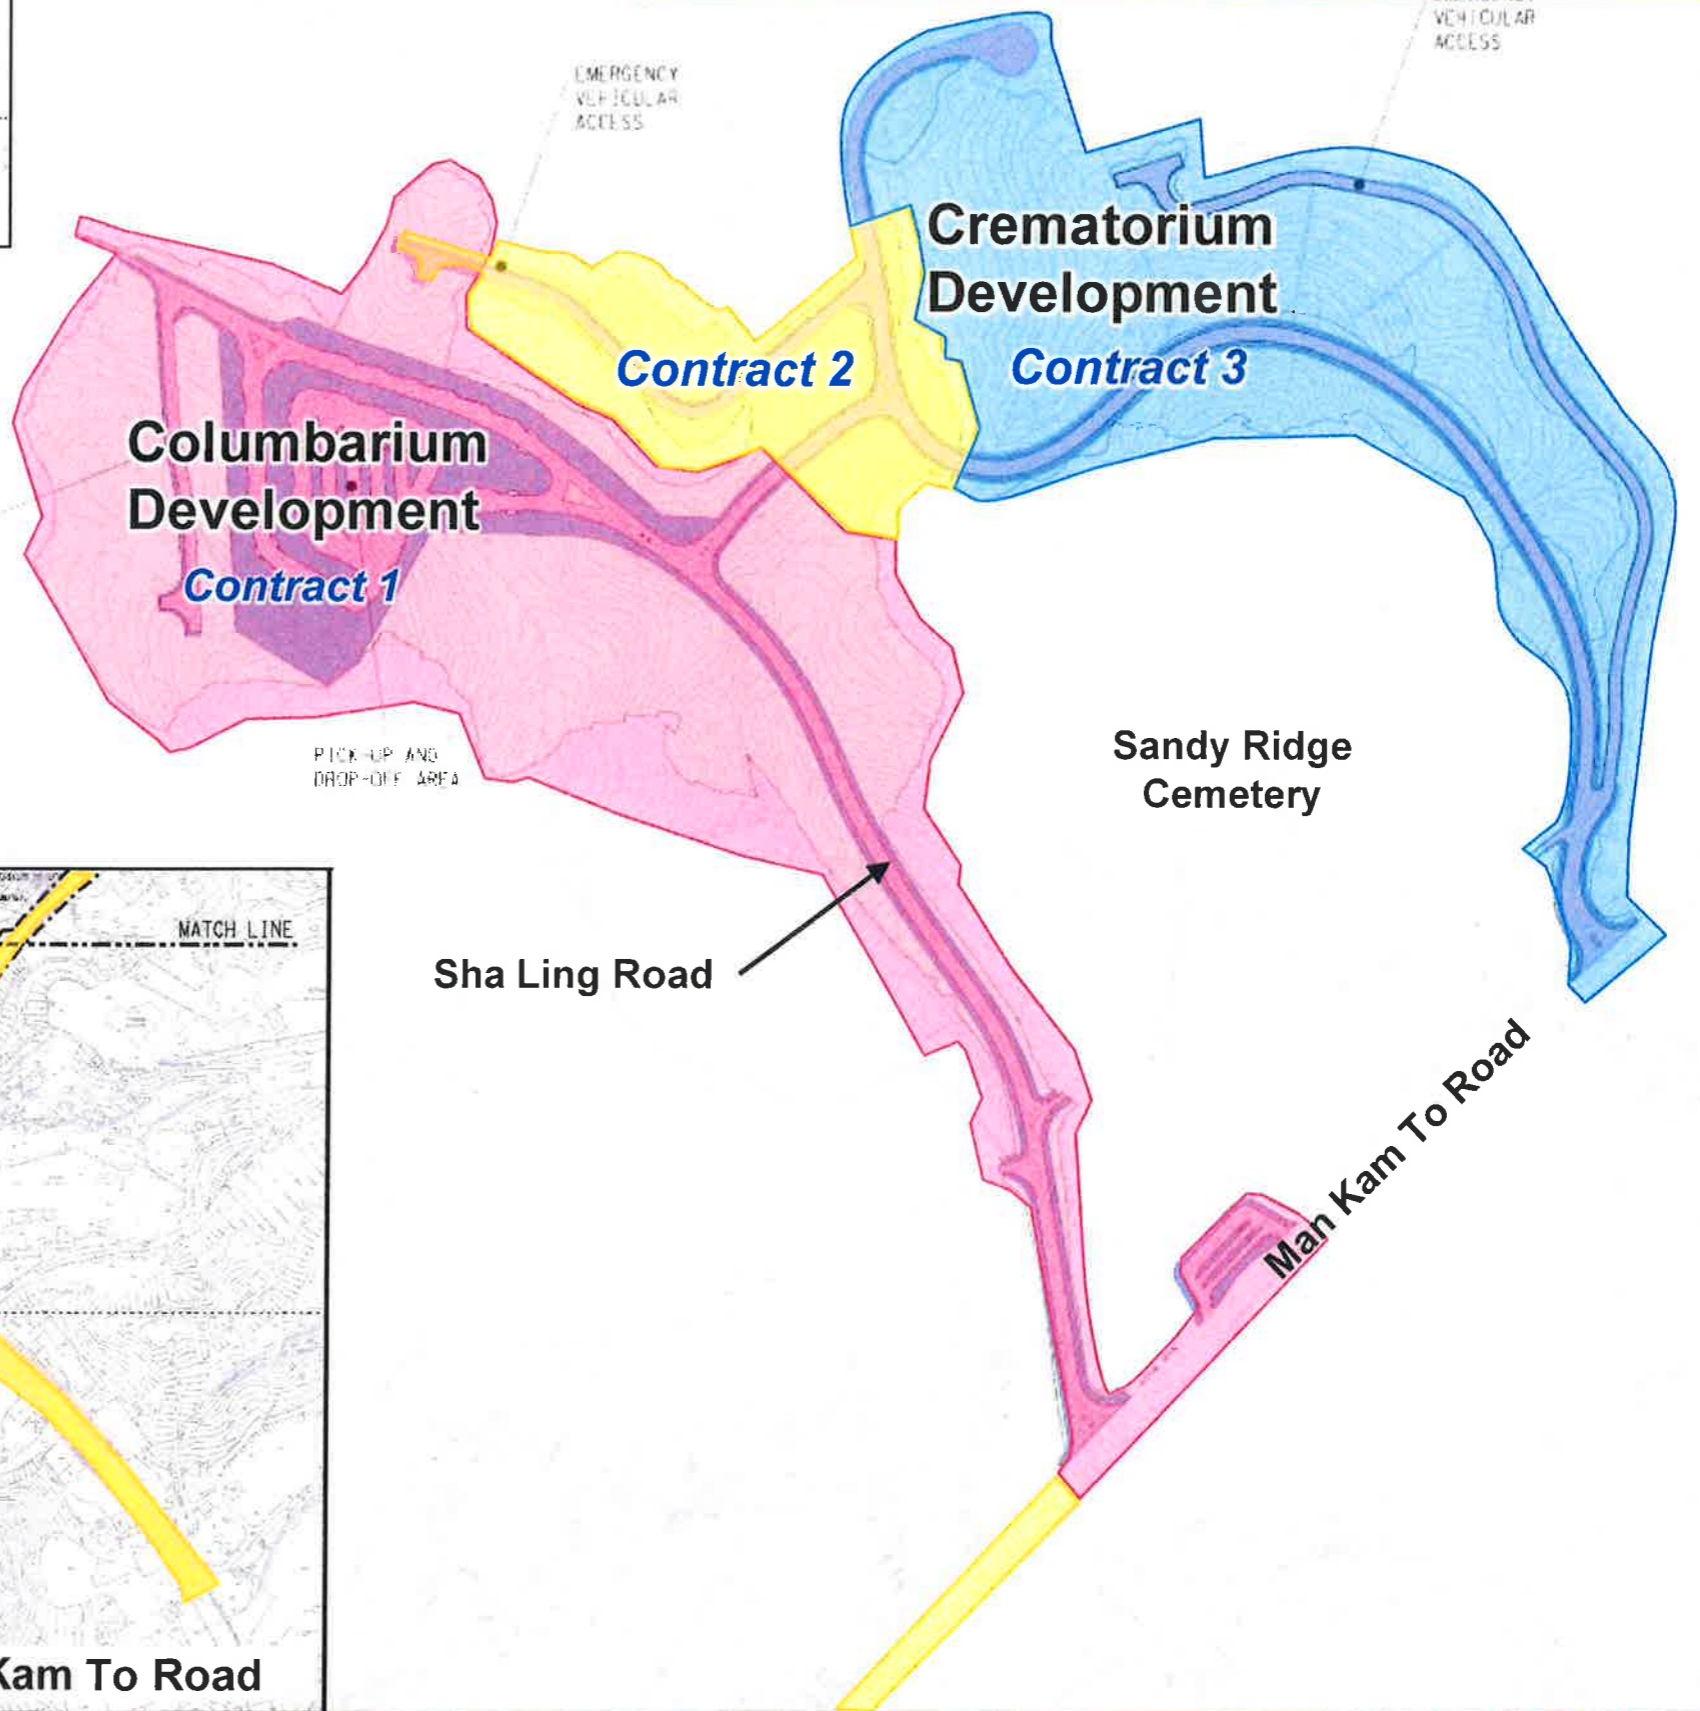 VEHICULAR
ACCESS
EMERGENCY
VEHICULAR
ACCESS
Crematorium
Development
Contract 2
Contract 3
Columbarium
Development
Contract 1
Sandy Ridge
Cemetery
PICK-UP AND
DROP-OFF AREA
MATCH LINE
Sha Ling Road
Man Kam To Road
Kam To Road